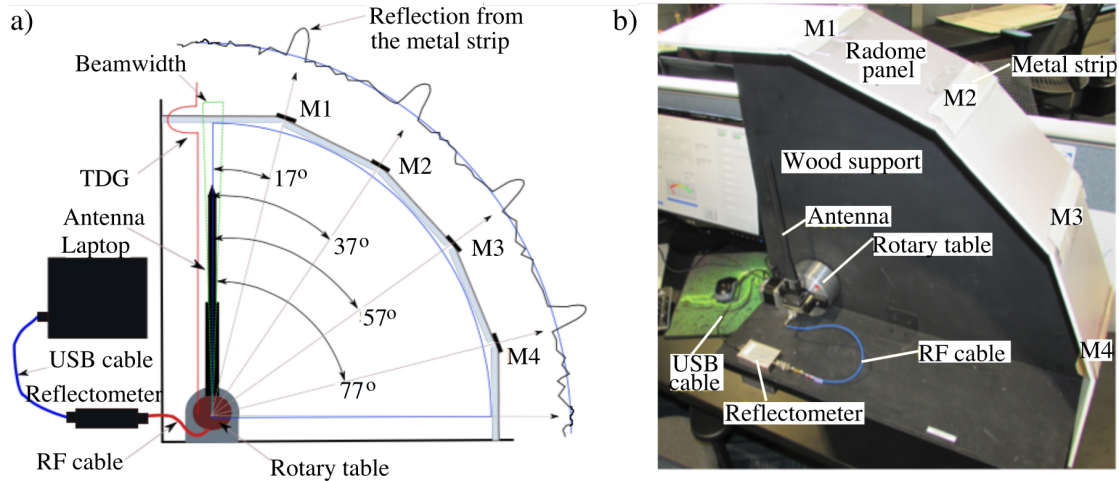 a)
Reflection from
the metal strip
Beamwidth
M1
M2
TDG
17°
Antenna
Laptop
37°
M3
57°
M4
USB cable
77°
Reflectometer
RF cable
Rotary table
b)
M1
Radome
panel
Metal strip
M2
Wood support
Antenna
M3
Rotary table
M4
USB
cable
RF cable
Reflectometer